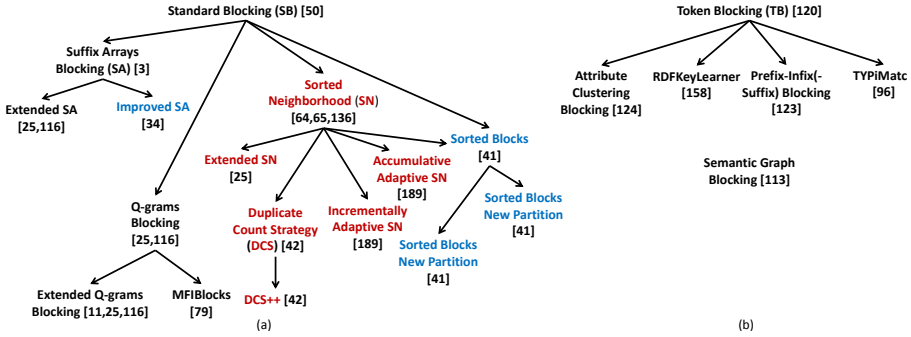 Standard Blocking (SB) [50]
Token Blocking (TB) [120]
Suffix Arrays
Blocking (SA) [3]
Extended SA
[25,116]
Improved SA
[34]
Sorted
Neighborhood (SN)
[64,65,136]
Sorted Blocks
[41]
Extended SN
[25]
Accumulative
Adaptive SN
[189]
Sorted Blocks
New Partition
[41]
Q-grams
Blocking
[25,116]
Duplicate
Count Strategy
(DCS) [42]
Incrementally
Adaptive SN
[189]
Sorted Blocks
New Partition
[41]
Extended Q-grams
Blocking [11,25,116]
MFIBlocks
[79]
DCS++ [42]
(a)
Attribute
Clustering
Blocking [124]
RDFKeyLearner
[158]
Prefix-Infix(-
Suffix) Blocking
[123]
TYPiMatc
[96]
Semantic Graph
Blocking [113]
(b)